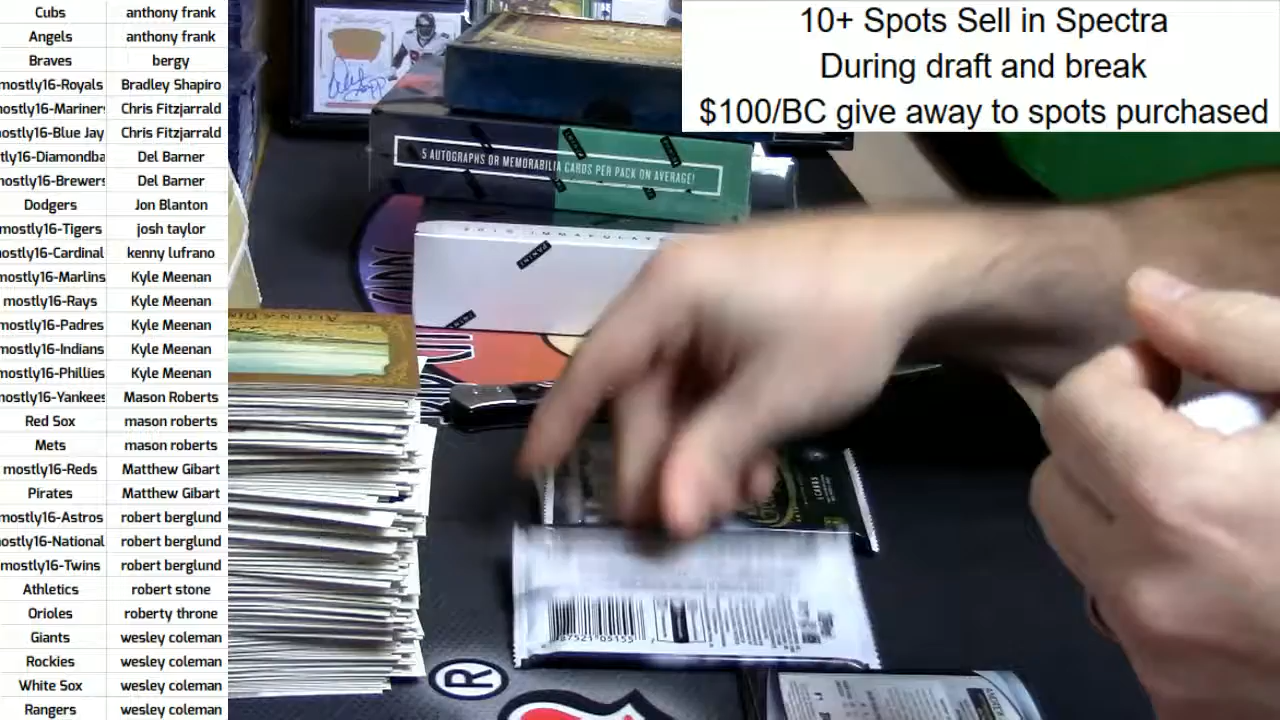 Cubs anthony frank
Angels anthony frank
Braves bergy
mostly16-Royals Bradley Shapiro
mostly16-Mariners Chris Fitzjarrald
mostly16-Blue Jay Chris Fitzjarrald
tly16-Diamondba Del Barner
mostly16-Brewers Del Barner
Dodgers Jon Blanton
mostly16-Tigers josh taylor
mostly16-Cardinal kenny lufrano
mostly16-Marlins Kyle Meenan
mostly16-Rays Kyle Meenan
mostly16-Padres Kyle Meenan
mostly16-Indians Kyle Meenan
mostly16-Phillies Kyle Meenan
mostly16-Yankees Mason Roberts
Red Sox mason roberts
Mets mason roberts
mostly16-Reds Matthew Gibart
Pirates Matthew Gibart
mostly16-Astros robert berglund
ostly16-National robert berglund
mostly16-Twins robert berglund
Athletics robert stone
Orioles roberty throne
Giants wesley coleman
Rockies wesley coleman
White Sox wesley coleman
Rangers wesley coleman
10+ Spots Sell in Spectra
During draft and break
$100/BC give away to spots purchased
5 AUTOGRAPHS OR MEMORABILIA CARDS PER PACK ON AVERAGE!
PANINI
®